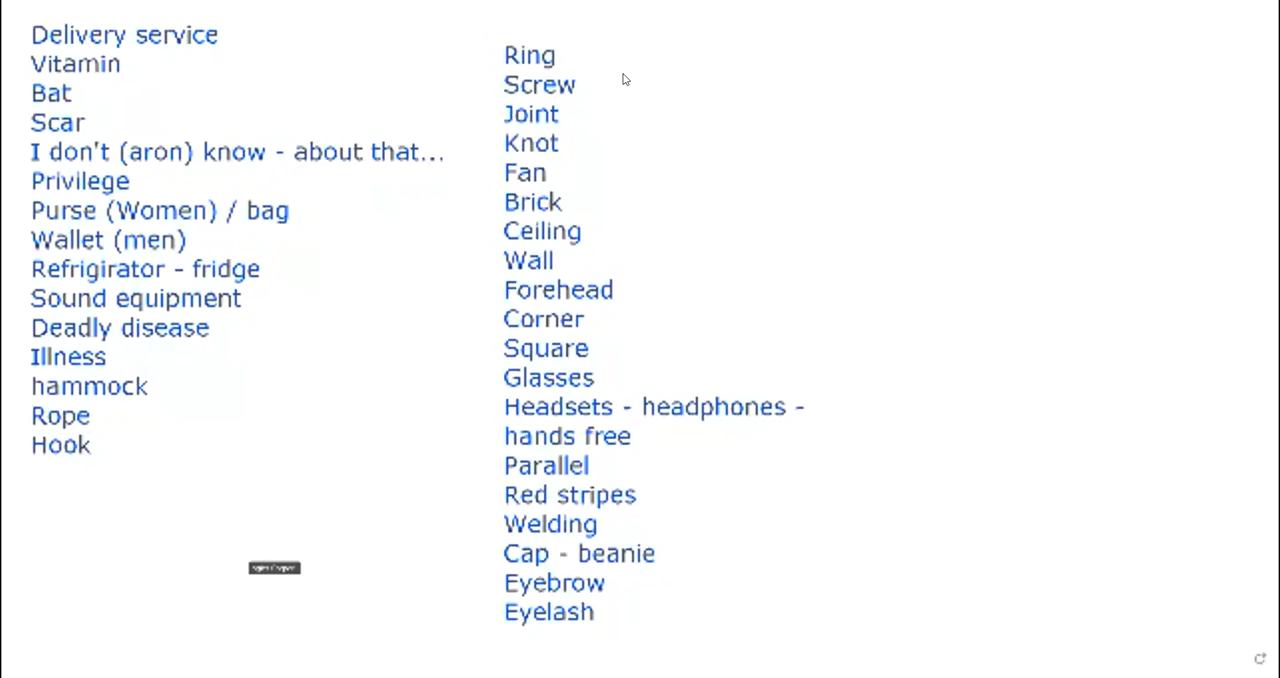 Delivery service
Vitamin
Bat
Scar
I don't (aron) know - about that...
Privilege
Purse (Women) / bag
Wallet (men)
Refrigirator - fridge
Sound equipment
Deadly disease
Illness
hammock
Rope
Hook
Ring
Screw
Joint
Knot
Fan
Brick
Ceiling
Wall
Forehead
Corner
Square
Glasses
Headsets - headphones -
hands free
Parallel
Red stripes
Welding
Cap - beanie
Eyebrow
Eyelash